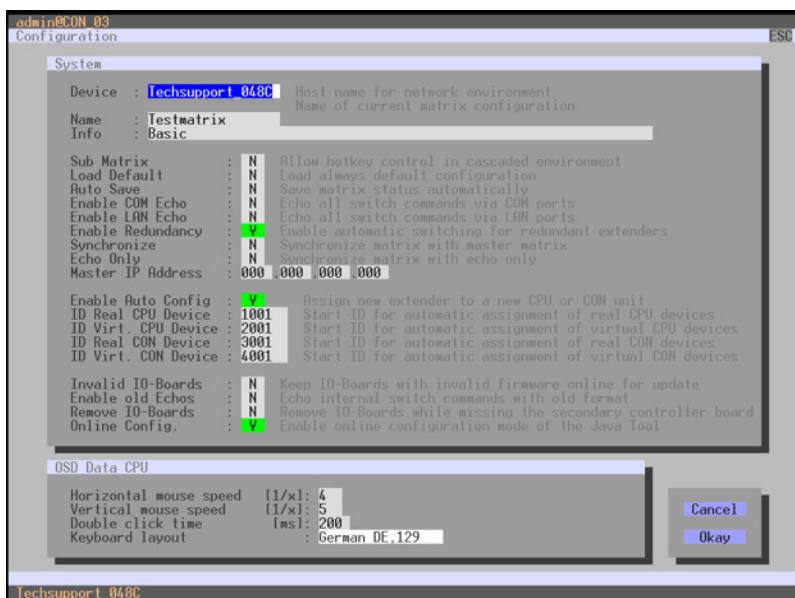 admin@CON_03
Configuration ESC
System
Device : Techsupport_048C Host name for network environment
Name of current matrix configuration
Name : Testmatrix
Info : Basic
Sub Matrix : N Allow hotkey control in cascaded environment
Load Default : N Load always default configuration
Auto Save : N Save matrix status automatically
Enable COM Echo : N Echo all switch commands via COM ports
Enable LAN Echo : N Echo all switch commands via LAN ports
Enable Redundancy : Y Enable automatic switching for redundant extenders
Synchronize : N Synchronize matrix with master matrix
Echo Only : N Synchronize matrix with echo only
Master IP Address : 000 .000 .000 .000
Enable Auto Config : Y Assign new extender to a new CPU or CON unit
ID Real CPU Device : 1001 Start ID for automatic assignment of real CPU devices
ID Virt. CPU Device : 2001 Start ID for automatic assignment of virtual CPU devices
ID Real CON Device : 3001 Start ID for automatic assignment of real CON devices
ID Virt. CON Device : 4001 Start ID for automatic assignment of virtual CON devices
Invalid IO-Boards : N Keep IO-Boards with invalid firmware online for update
Enable old Echos : N Echo internal switch commands with old format
Remove IO-Boards : N Remove IO-Boards while missing the secondary controller board
Online Config. : Y Enable online configuration mode of the Java Tool
OSD Data CPU
Horizontal mouse speed [1/x]: 4
Vertical mouse speed [1/x]: 5
Double click time [ms]: 200
Keyboard layout : German DE,129
Cancel
Okay
Techsupport_048C